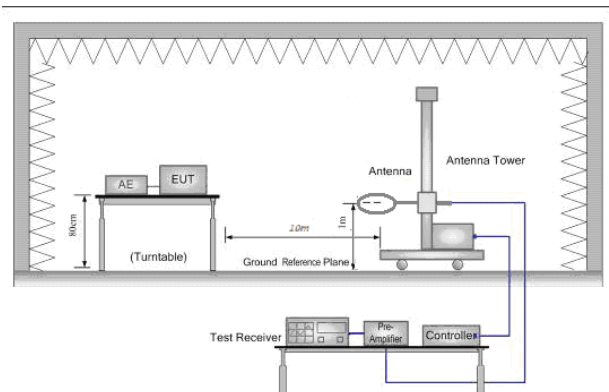 Antenna Tower
Antenna
AE
EUT
80cm
(Turntable)
10m
1m
Ground Reference Plane
Test Receiver
Pre-
Amplifier
Controller